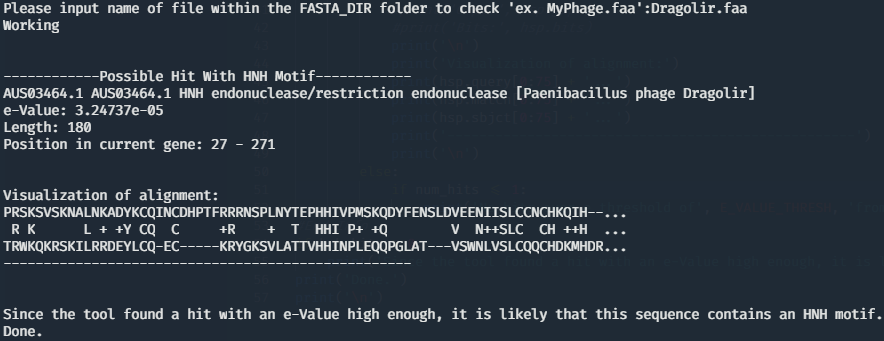 Please input name of file within the FASTA_DIR folder to check 'ex. MyPhage.faa':Dragolir.faa
Working
------------Possible Hit With HNH Motif------------
AUS03464.1 AUS03464.1 HNH endonuclease/restriction endonuclease [Paenibacillus phage Dragolir]
e-Value: 3.24737e-05
Length: 180
Position in current gene: 27 - 271
Visualization of alignment:
PRSKSVSKNALNKADYKCQINCDHPTFRRRNSPLNYTEPHHIVPMSKQDYFENSLDVEENIISLCCNCHKQIH--...
 R K      L + +Y CQ  C     +R    +  T  HHI P+ +Q        V  N++SLC  CH ++H  ...
TRWKQKRSKILRRDEYLCQ-EC-----KRYGKSVLATTVHHINPLEQQPGLAT---VSWNLVSLCQQCHDKMHDR...
---------------------------------------------------
Since the tool found a hit with an e-Value high enough, it is likely that this sequence contains an HNH motif.
Done.